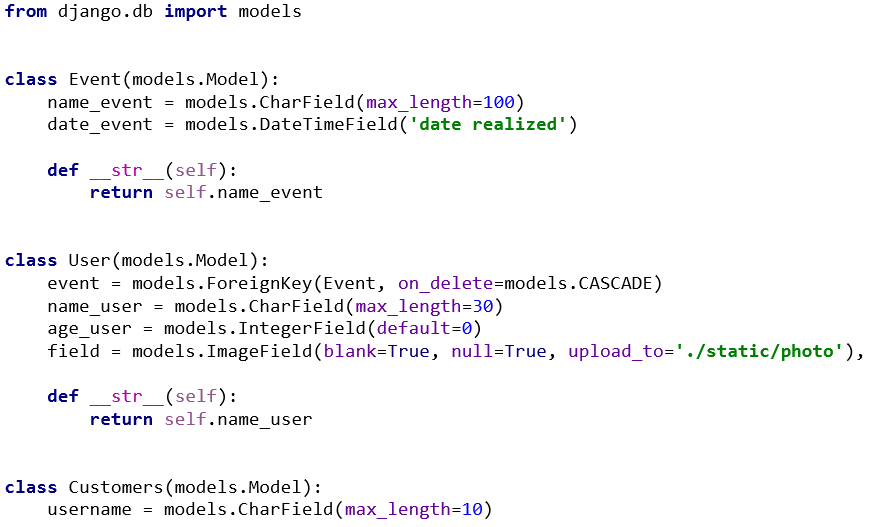 from django.db import models
class Event(models.Model):
    name_event = models.CharField(max_length=100)
    date_event = models.DateTimeField('date realized')
    def __str__(self):
        return self.name_event
class User(models.Model):
    event = models.ForeignKey(Event, on_delete=models.CASCADE)
    name_user = models.CharField(max_length=30)
    age_user = models.IntegerField(default=0)
    field = models.ImageField(blank=True, null=True, upload_to='./static/photo'),
    def __str__(self):
        return self.name_user
class Customers(models.Model):
    username = models.CharField(max_length=10)